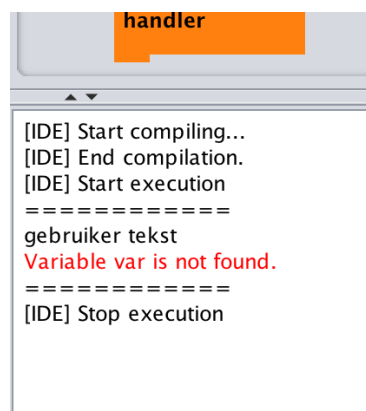 handler
[IDE] Start compiling...
[IDE] End compilation.
[IDE] Start execution
============
gebruiker tekst
Variable var is not found.
============
[IDE] Stop execution